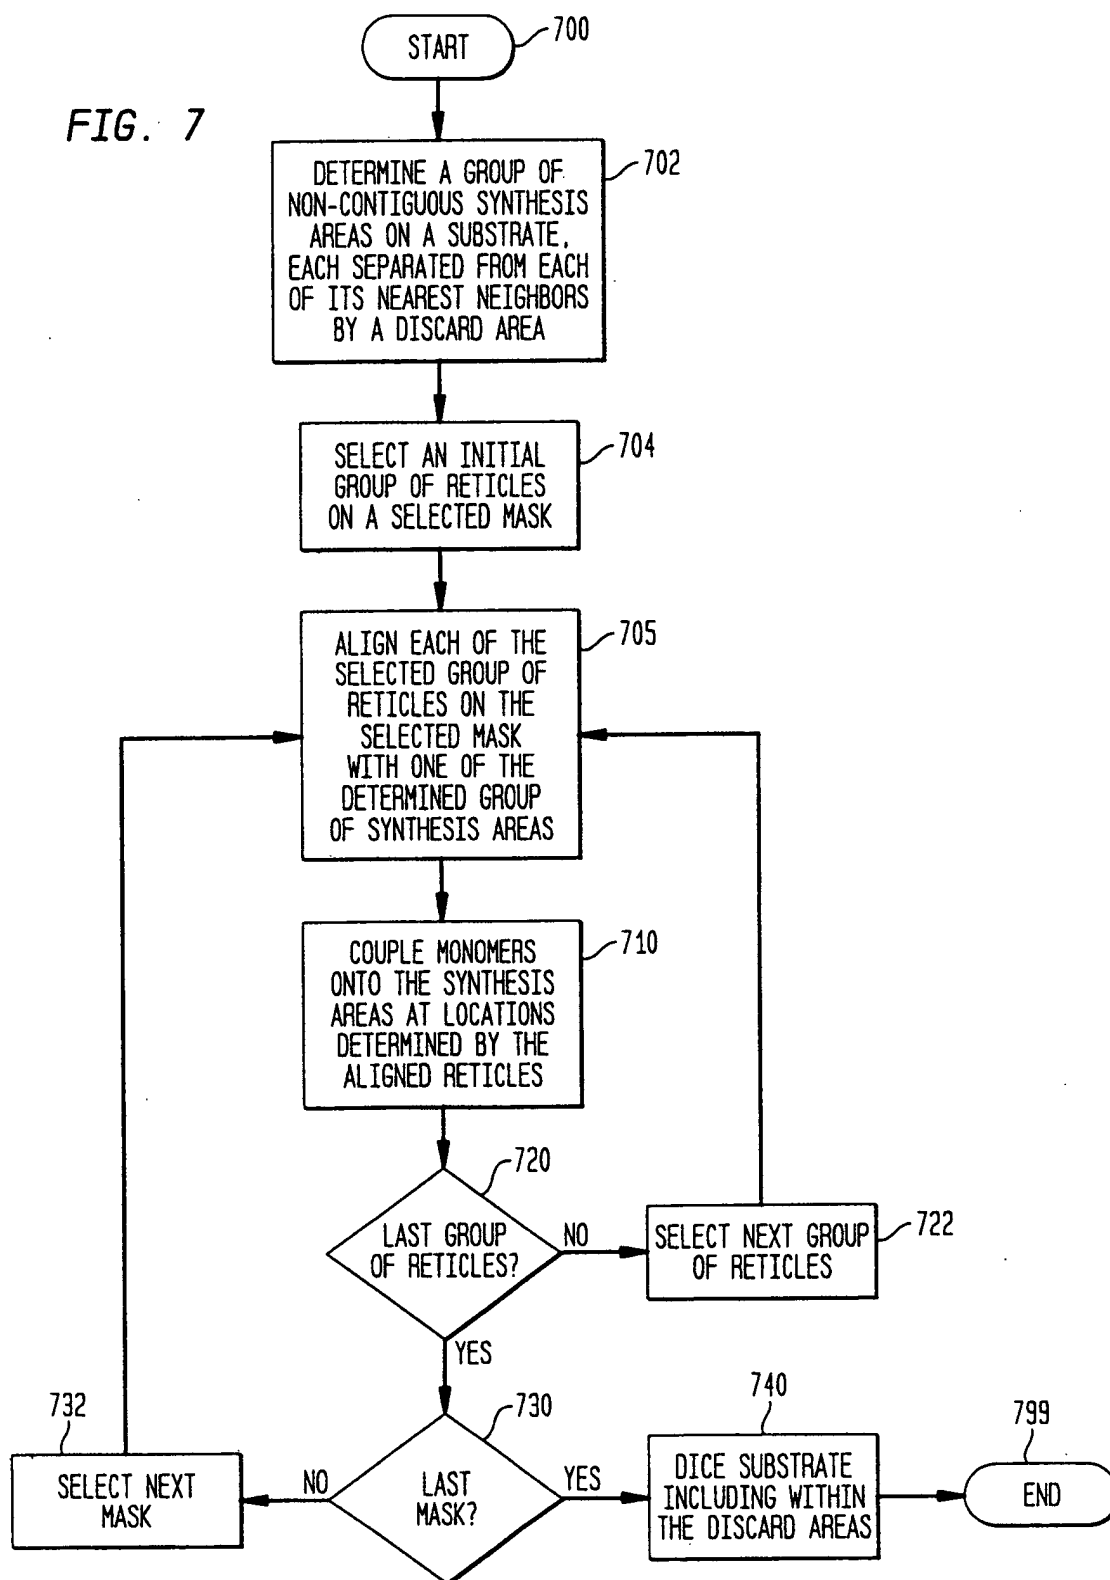 700
START
FIG. 7
702
DETERMINE A GROUP OF
NON-CONTIGUOUS SYNTHESIS
AREAS ON A SUBSTRATE,
EACH SEPARATED FROM EACH
OF ITS NEAREST NEIGHBORS
BY A DISCARD AREA
704
SELECT AN INITIAL
GROUP OF RETICLES
ON A SELECTED MASK
705
ALIGN EACH OF THE
SELECTED GROUP OF
RETICLES ON THE
SELECTED MASK
WITH ONE OF THE
DETERMINED GROUP
OF SYNTHESIS AREAS
710
COUPLE MONOMERS
ONTO THE SYNTHESIS
AREAS AT LOCATIONS
DETERMINED BY THE
ALIGNED RETICLES
720
LAST GROUP
OF RETICLES?
NO
722
SELECT NEXT GROUP
OF RETICLES
YES
732
SELECT NEXT
MASK
NO
730
LAST
MASK?
YES
740
DICE SUBSTRATE
INCLUDING WITHIN
THE DISCARD AREAS
799
END